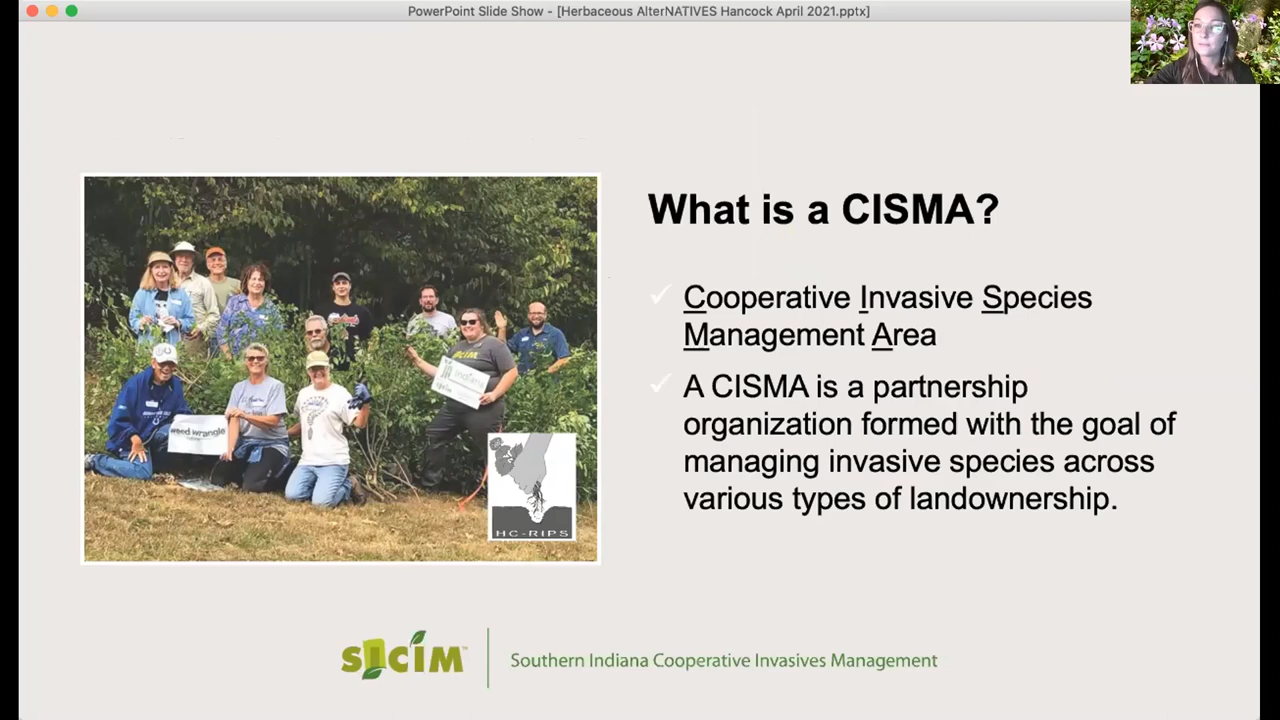 PowerPoint Slide Show - [Herbaceous AlterNATIVES Hancock April 2021.pptx]
What is a CISMA?
Cooperative Invasive Species
Management Area
A CISMA is a partnership
organization formed with the goal of
managing invasive species across
various types of landownership.
weed wrangle
HC-RIPS
SICIM™
Southern Indiana Cooperative Invasives Management